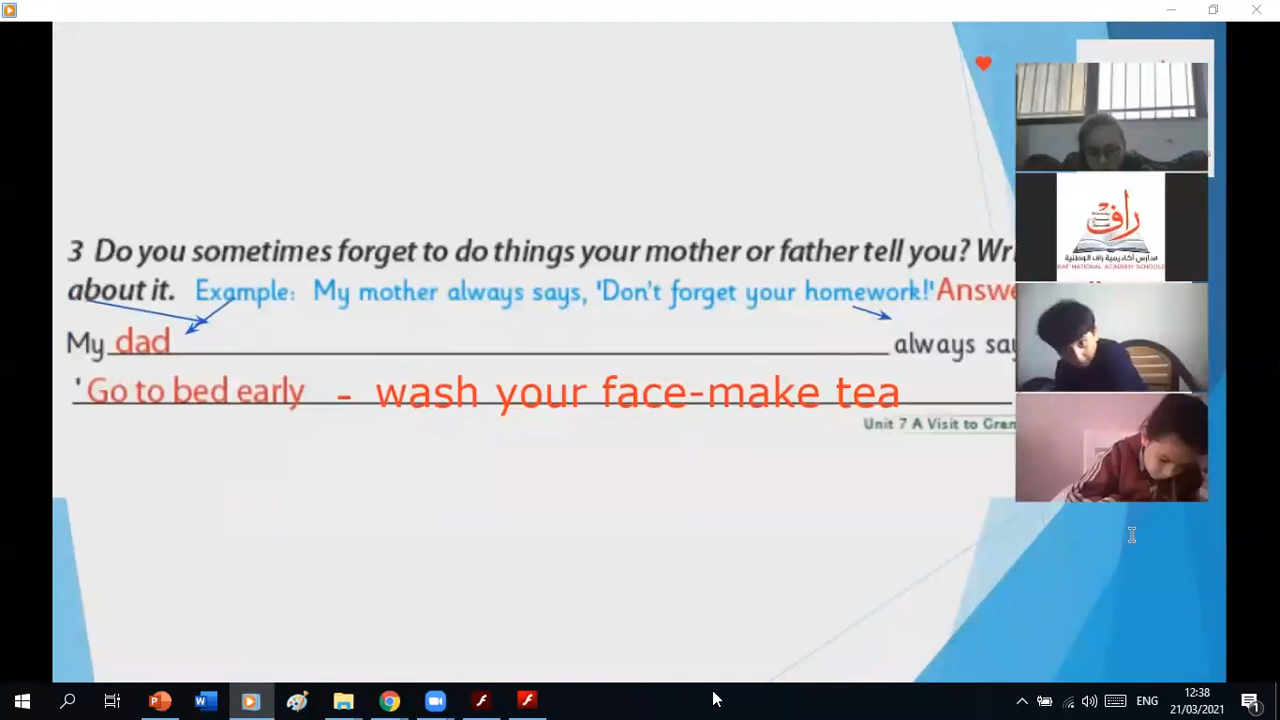 3 Do you sometimes forget to do things your mother or father tell you? Wri
about it. Example: My mother always says, 'Don't forget your homework!' Answe
My dad always say
'Go to bed early - wash your face-make tea
Unit 7 A Visit to Gran
راف
مدارس أكاديمية راف الوطنية
RAF NATIONAL ACADEMY SCHOOLS
ENG
12:38
21/03/2021